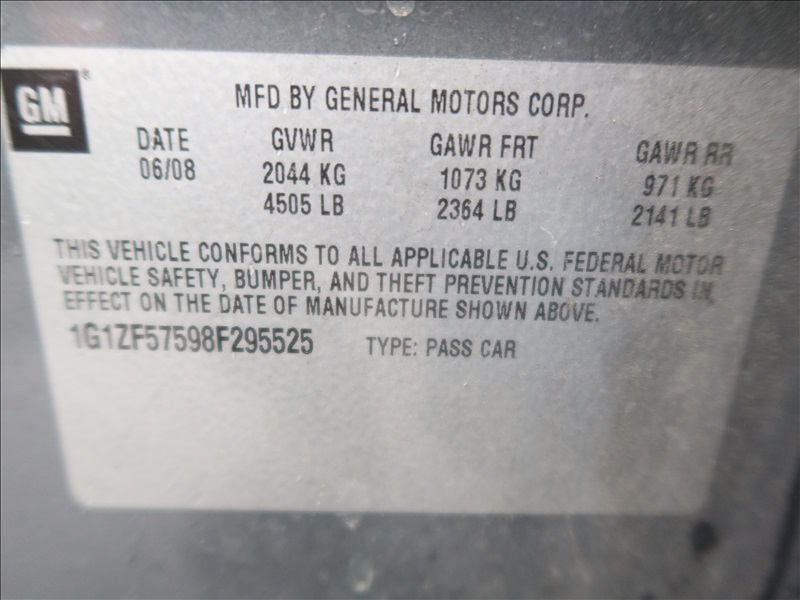 GM®
MFD BY GENERAL MOTORS CORP.
DATE GVWR GAWR FRT GAWR RR
06/08 2044 KG 1073 KG 971 KG
4505 LB 2364 LB 2141 LB
THIS VEHICLE CONFORMS TO ALL APPLICABLE U.S. FEDERAL MOTOR
VEHICLE SAFETY, BUMPER, AND THEFT PREVENTION STANDARDS IN
EFFECT ON THE DATE OF MANUFACTURE SHOWN ABOVE.
1G1ZF57598F295525 TYPE: PASS CAR